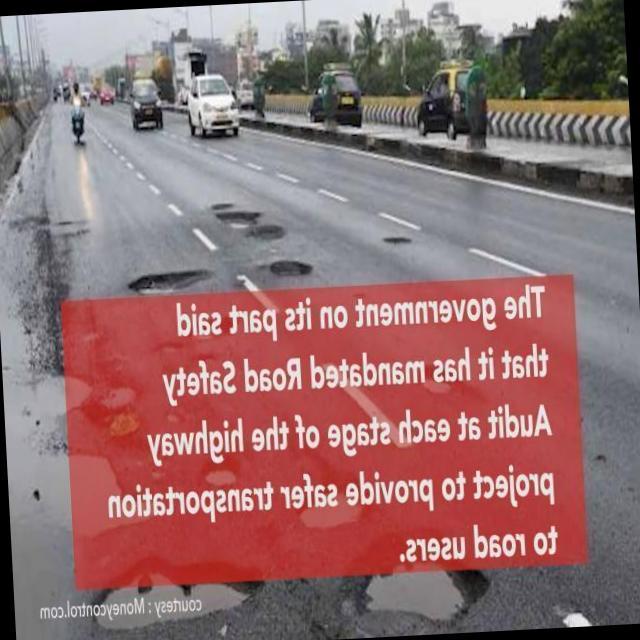 The government on its part said
that it has mandated Road Safety
Audit at each stage of the highway
project to provide safer transportation
to road users.
courtesy : Moneycontrol.com